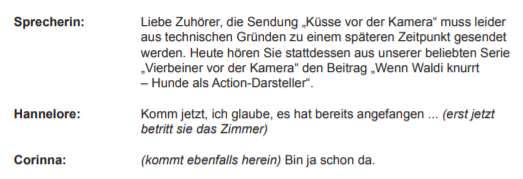 Sprecherin: Liebe Zuhörer, die Sendung „Küsse vor der Kamera“ muss leider
aus technischen Gründen zu einem späteren Zeitpunkt gesendet
werden. Heute hören Sie stattdessen aus unserer beliebten Serie
„Vierbeiner vor der Kamera“ den Beitrag „Wenn Waldi knurrt
– Hunde als Action-Darsteller“.
Hannelore: Komm jetzt, ich glaube, es hat bereits angefangen ... (erst jetzt
betritt sie das Zimmer)
Corinna: (kommt ebenfalls herein) Bin ja schon da.